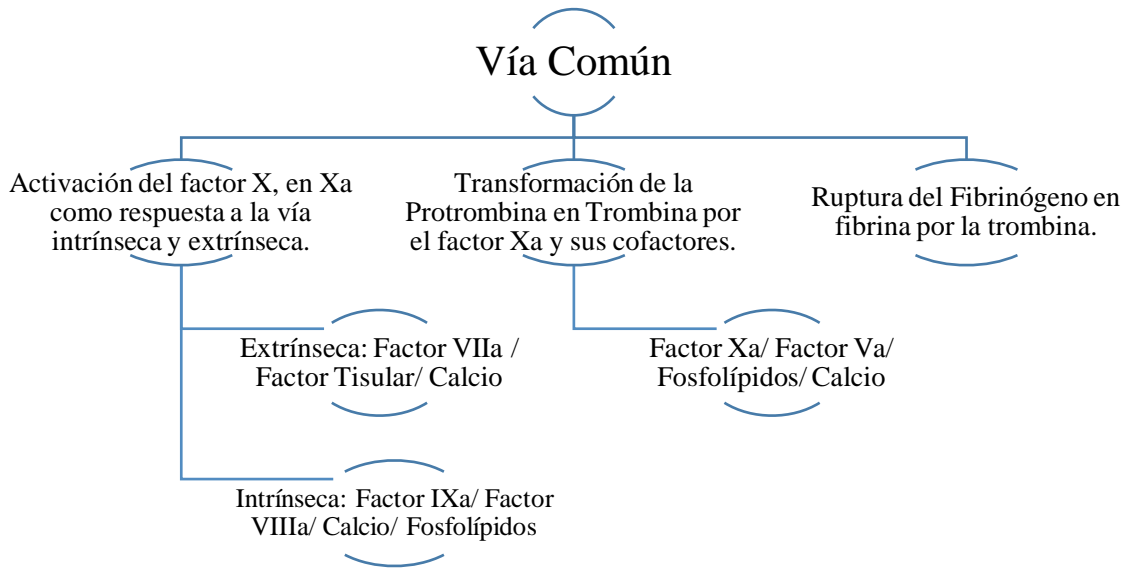 Vía Común
Activación del factor X, en Xa
como respuesta a la vía
intrínseca y extrínseca.
Transformación de la
Protrombina en Trombina por
el factor Xa y sus cofactores.
Ruptura del Fibrinógeno en
fibrina por la trombina.
Extrínseca: Factor VIIa /
Factor Tisular/ Calcio
Factor Xa/ Factor Va/
Fosfolípidos/ Calcio
Intrínseca: Factor IXa/ Factor
VIIIa/ Calcio/ Fosfolípidos